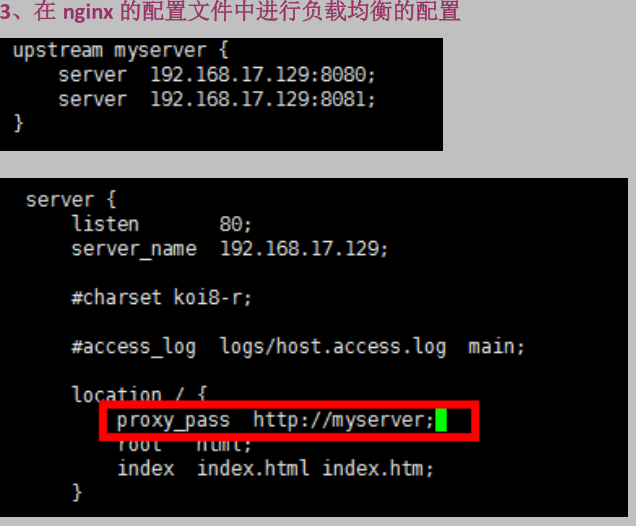 3、在 nginx 的配置文件中进行负载均衡的配置
upstream myserver {
    server  192.168.17.129:8080;
    server  192.168.17.129:8081;
}
server {
    listen       80;
    server_name  192.168.17.129;
    #charset koi8-r;
    #access_log  logs/host.access.log  main;
    location / {
        proxy_pass  http://myserver;
        root   html;
        index  index.html index.htm;
    }